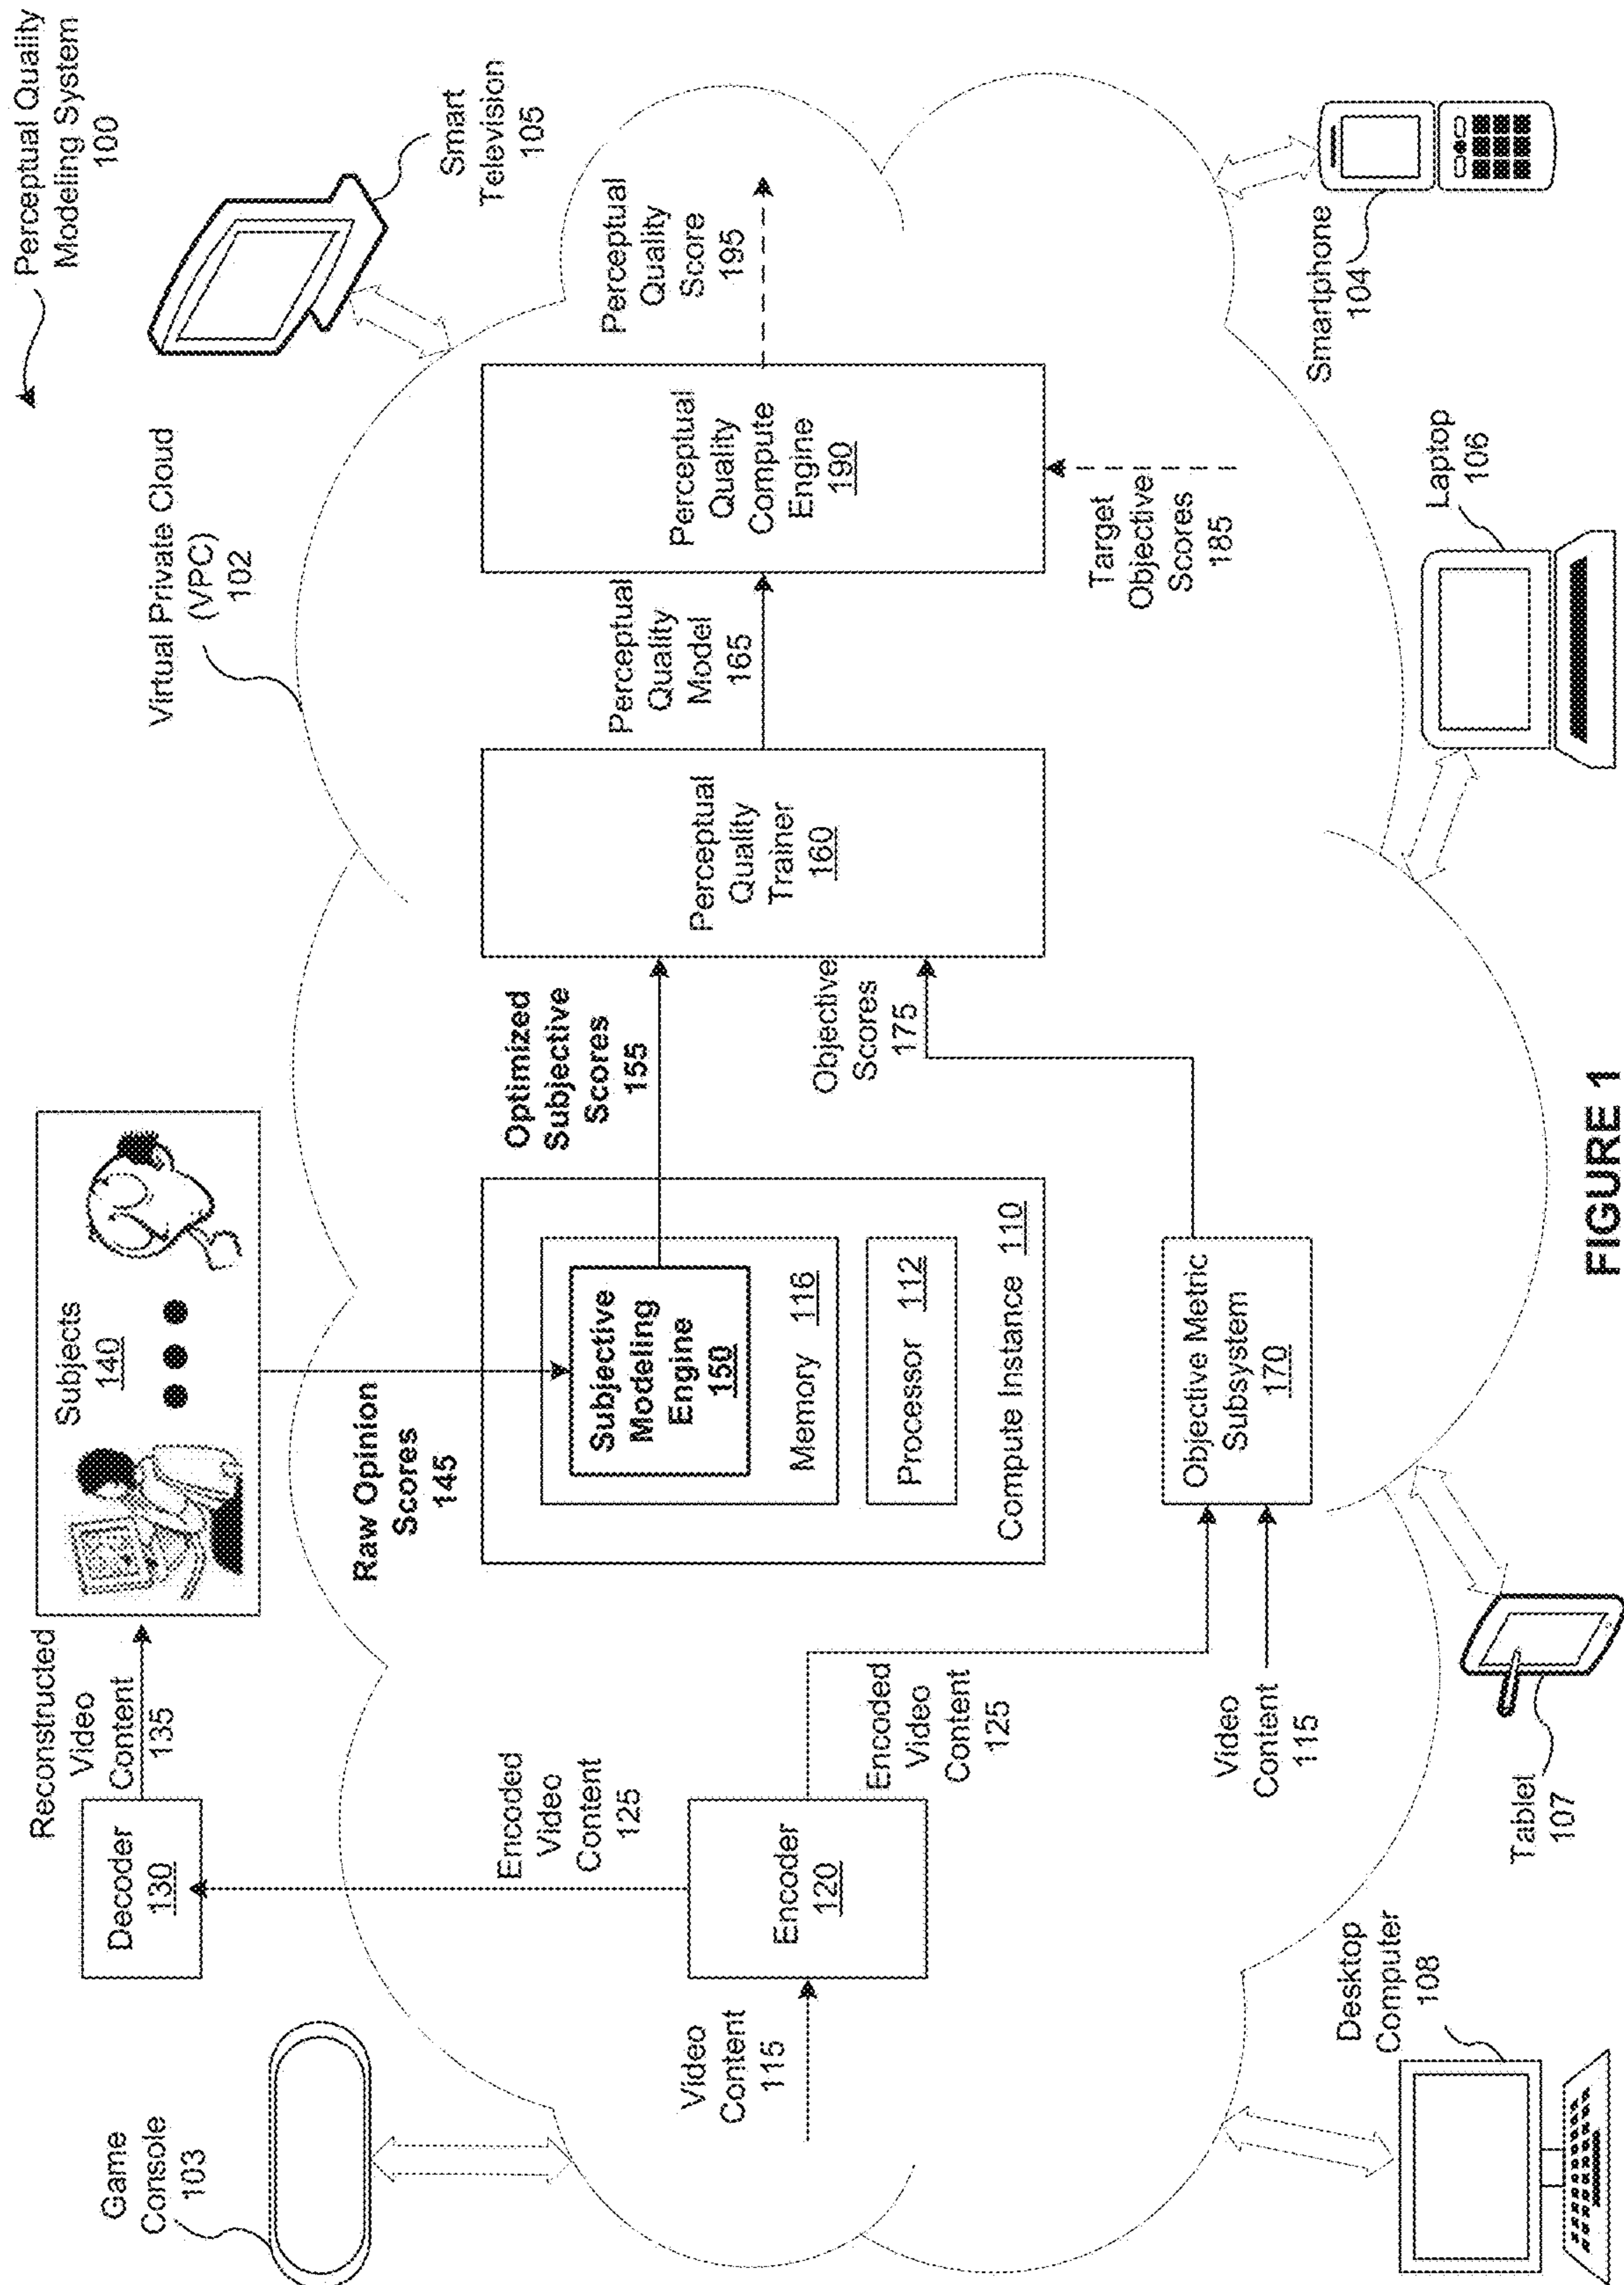 Perceptual Quality
Modeling System
100
Game
Console
103
Virtual Private Cloud
(VPC)
102
Smart
Television
105
Decoder
130
Reconstructed
Video
Content
135
Subjects
140
Raw Opinion
Scores
145
Encoded
Video
Content
125
Video
Content
115
Encoder
120
Encoded
Video
Content
125
Subjective
Modeling
Engine
150
Memory 116
Processor 112
Compute Instance 110
Optimized
Subjective
Scores
155
Objective
Scores
175
Perceptual
Quality
Trainer
160
Perceptual
Quality
Model
165
Perceptual
Quality
Compute
Engine
190
Perceptual
Quality
Score
195
Target
Objective
Scores
185
Video
Content
115
Objective Metric
Subsystem
170
Desktop
Computer
108
Tablet
107
Laptop
106
Smartphone
104
FIGURE 1